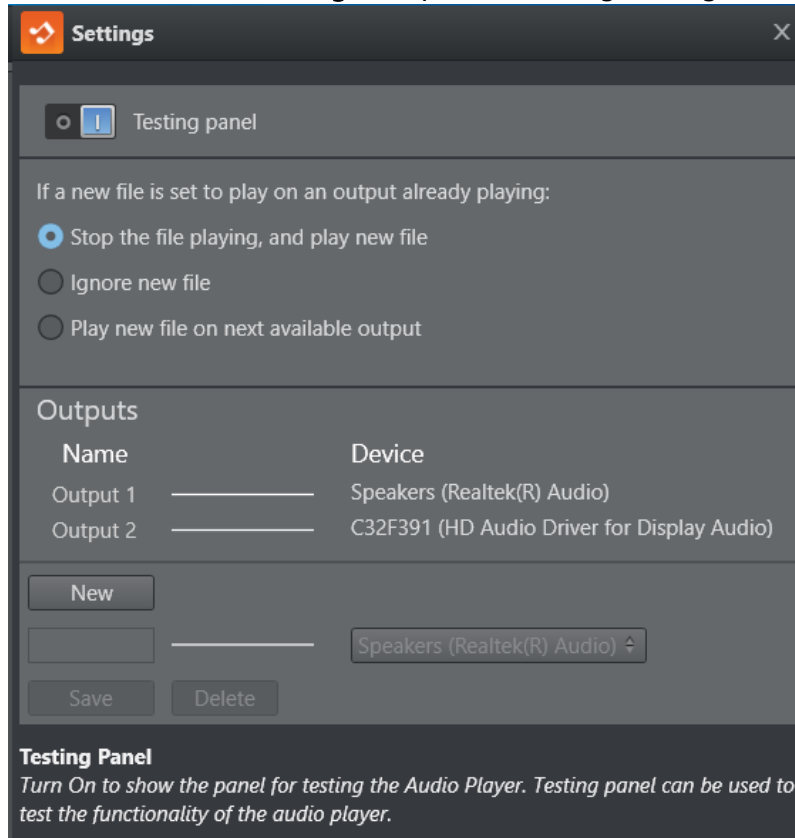 Settings
X
Testing panel
If a new file is set to play on an output already playing:
Stop the file playing, and play new file
Ignore new file
Play new file on next available output
Outputs
Name Device
Output 1 Speakers (Realtek(R) Audio)
Output 2 C32F391 (HD Audio Driver for Display Audio)
New
Speakers (Realtek(R) Audio)
Save Delete
Testing Panel
Turn On to show the panel for testing the Audio Player. Testing panel can be used to
test the functionality of the audio player.